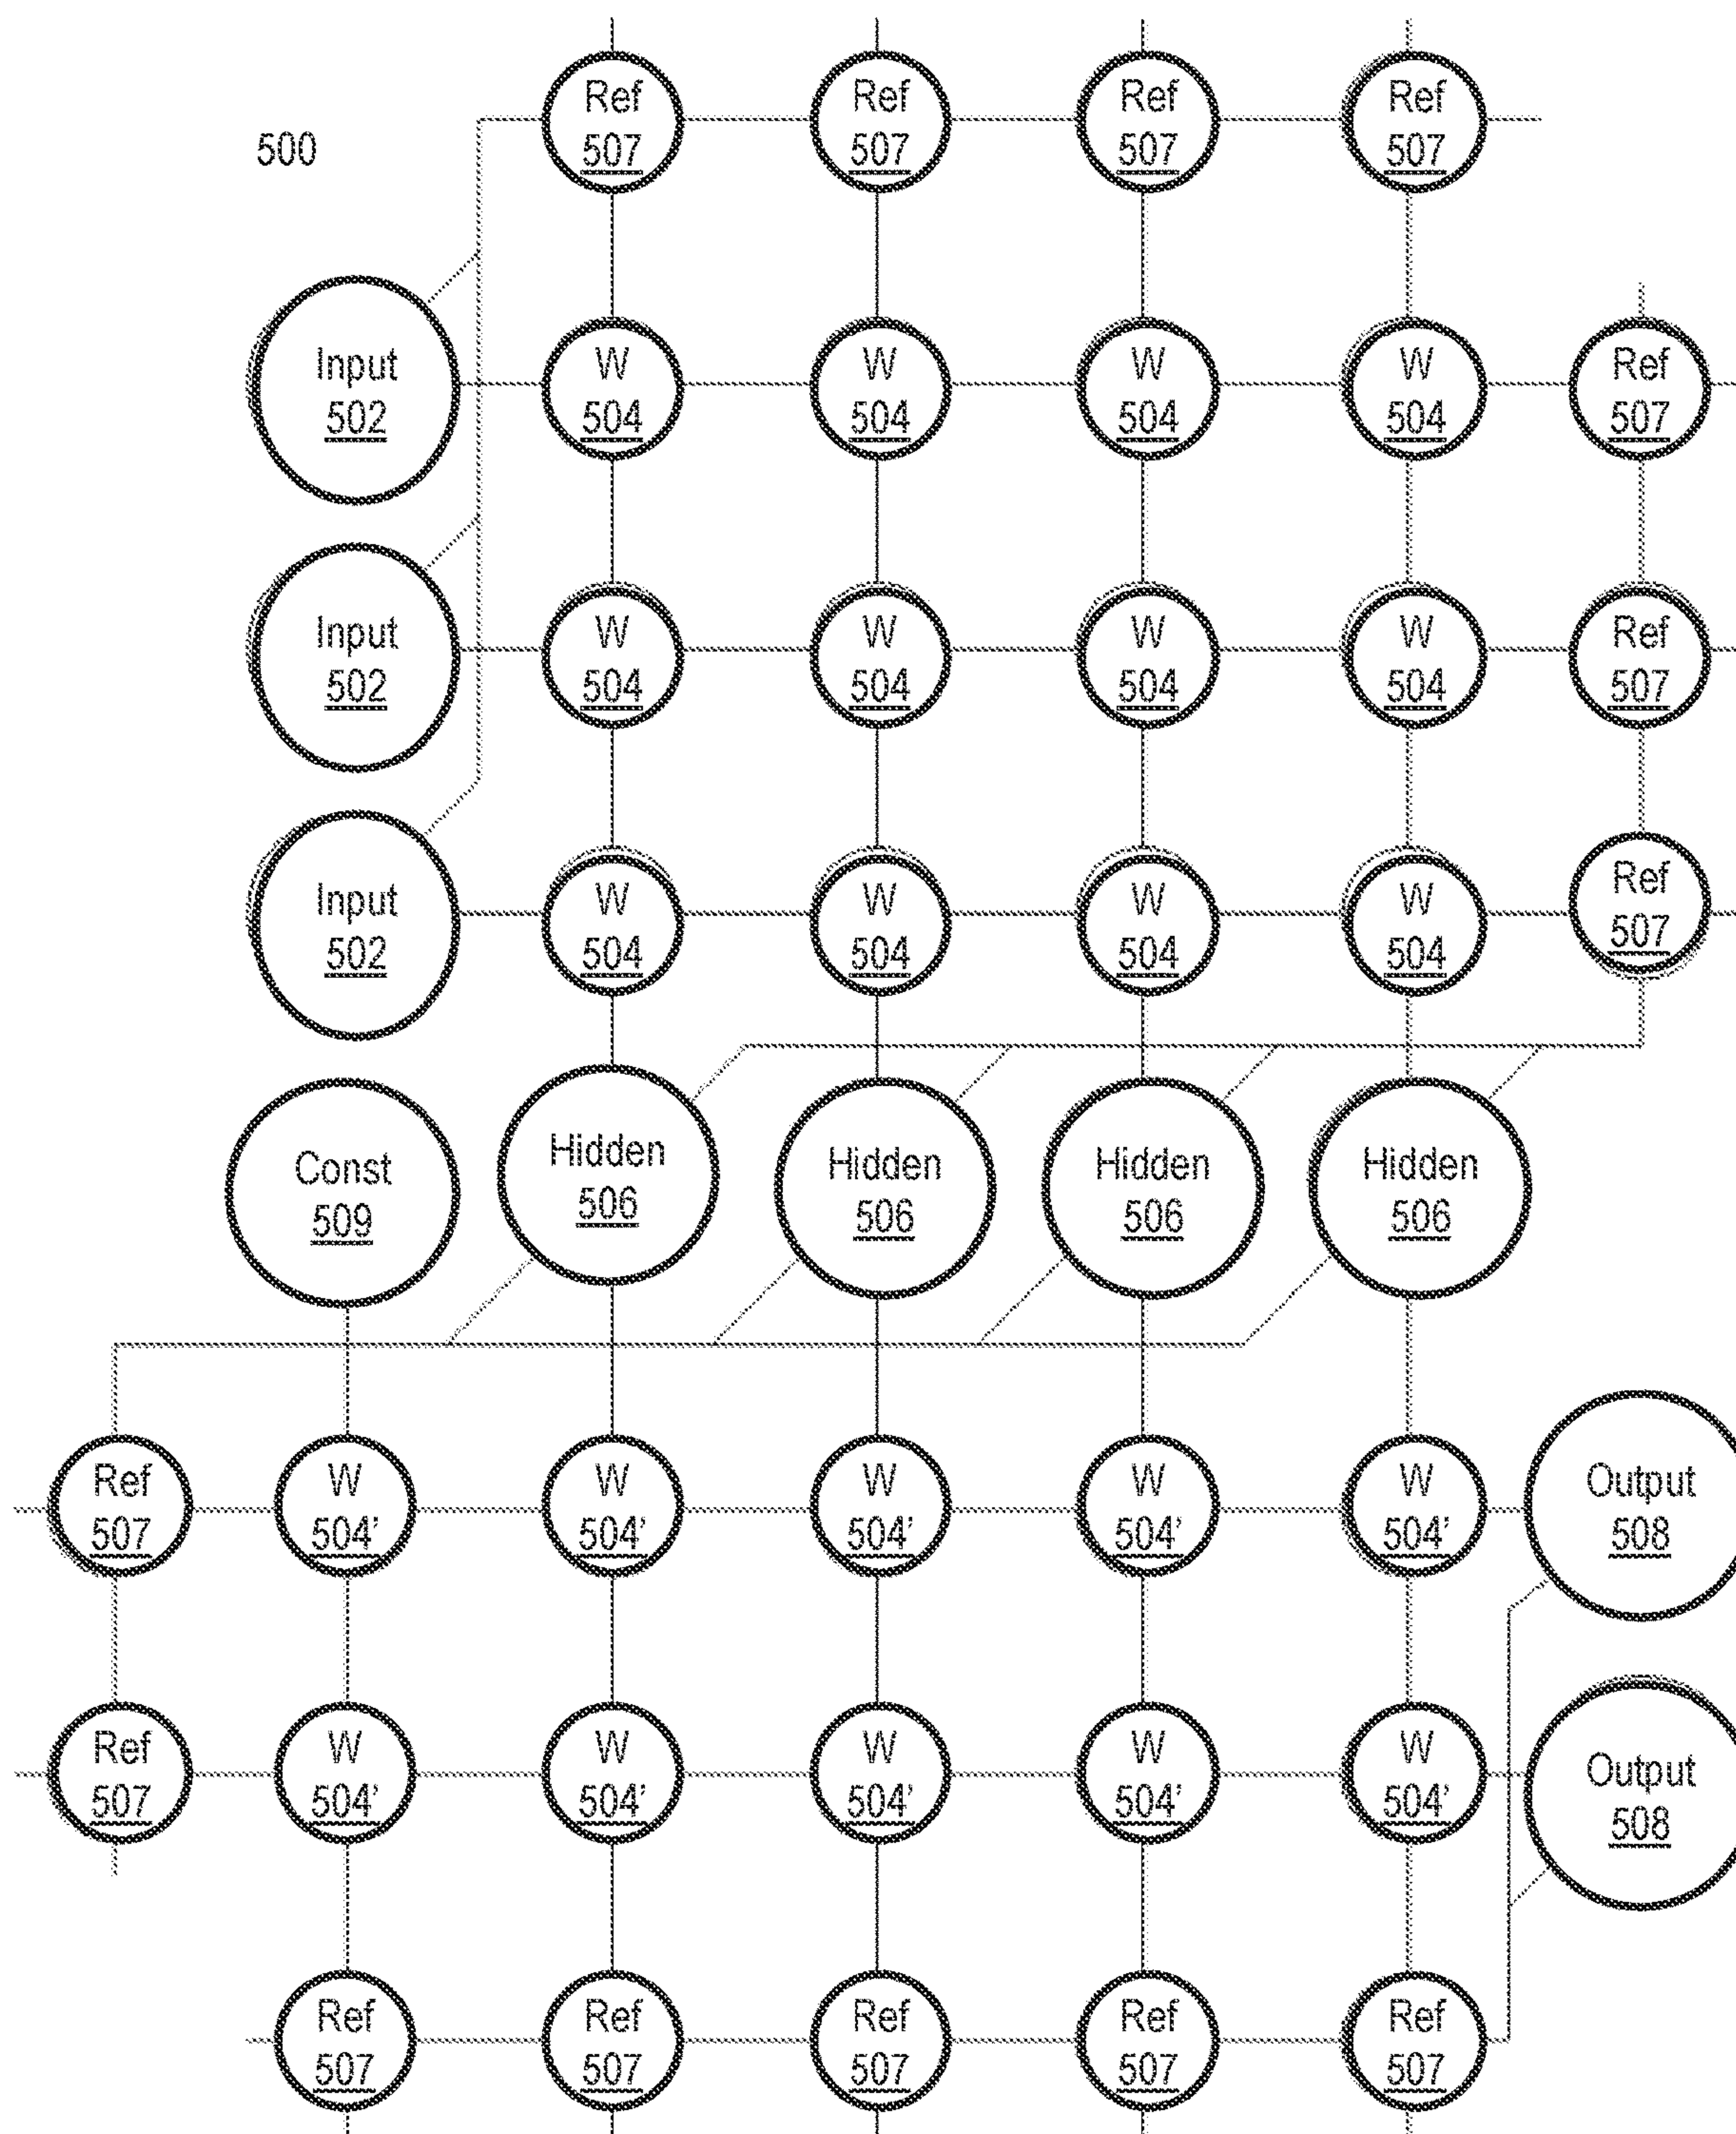 Ref Ref Ref Ref
500 507 507 507 507
Input W W W W Ref
502 504 504 504 504 507
Input W W W W Ref
502 504 504 504 504 507
Input W W W W Ref
502 504 504 504 504 507
Const Hidden Hidden Hidden Hidden
509 506 506 506 506
Ref W W W W W Output
507 504' 504' 504' 504' 504' 508
Ref W W W W W Output
507 504' 504' 504' 504' 504' 508
Ref Ref Ref Ref Ref
507 507 507 507 507